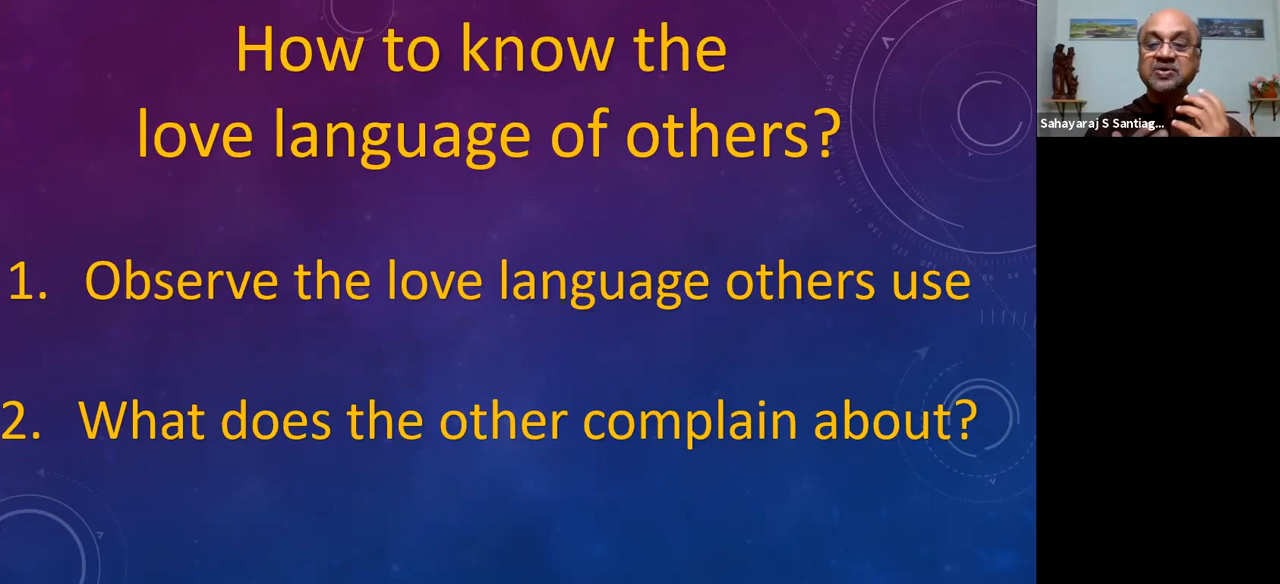 How to know the
love language of others?
1. Observe the love language others use
2. What does the other complain about?
Sahayaraj S Santiag...